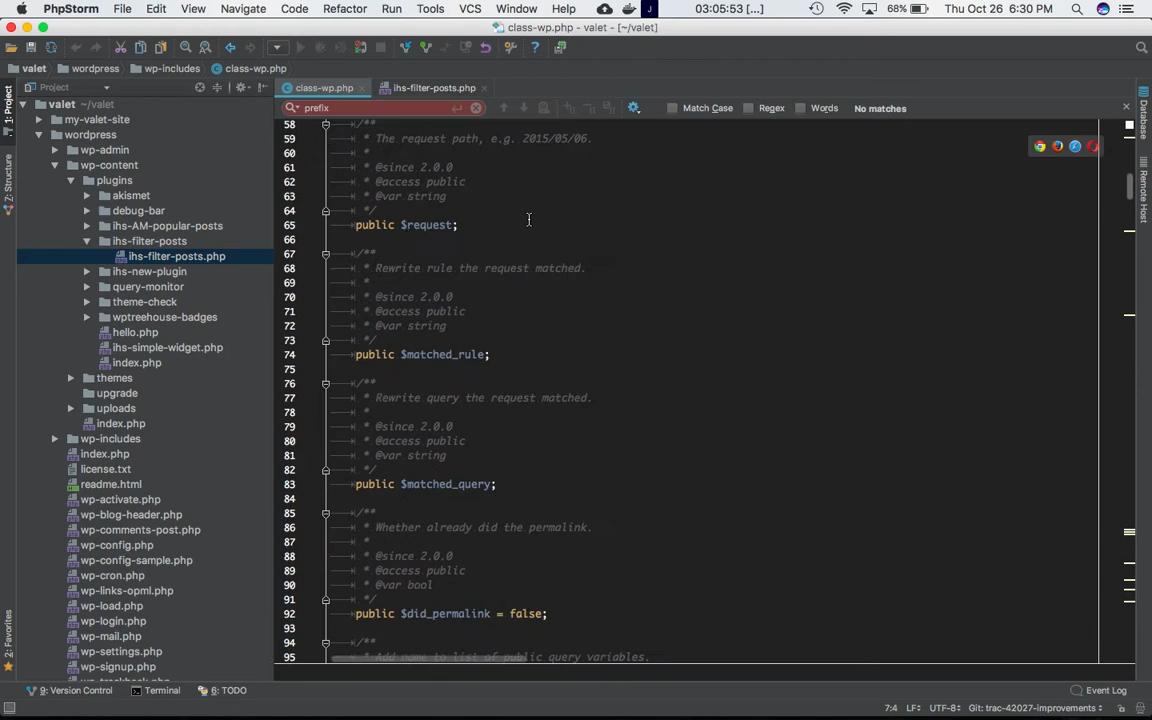 PhpStorm File Edit View Navigate Code Refactor Run Tools VCS Window 03:05:53 [...] 68% Thu Oct 26 6:30 PM
class-wp.php - valet - [~/valet]
valet wordpress wp-includes class-wp.php
Project class-wp.php ihs-filter-posts.php
prefix Match Case Regex Words No matches
1: Project
7: Structure
2: Favorites
Database
Remote Host
valet ~/valet
my-valet-site
wordpress
wp-admin
wp-content
plugins
akismet
debug-bar
ihs-AM-popular-posts
ihs-filter-posts
ihs-filter-posts.php
ihs-new-plugin
query-monitor
theme-check
wptreehouse-badges
hello.php
ihs-simple-widget.php
index.php
themes
upgrade
uploads
index.php
wp-includes
index.php
license.txt
readme.html
wp-activate.php
wp-blog-header.php
wp-comments-post.php
wp-config.php
wp-config-sample.php
wp-cron.php
wp-links-opml.php
wp-load.php
wp-login.php
wp-mail.php
wp-settings.php
wp-signup.php
wp-trackback.php
58 /**
59 * The request path, e.g. 2015/05/06.
60 *
61 * @since 2.0.0
62 * @access public
63 * @var string
64 */
65 public $request;
66
67 /**
68 * Rewrite rule the request matched.
69 *
70 * @since 2.0.0
71 * @access public
72 * @var string
73 */
74 public $matched_rule;
75
76 /**
77 * Rewrite query the request matched.
78 *
79 * @since 2.0.0
80 * @access public
81 * @var string
82 */
83 public $matched_query;
84
85 /**
86 * Whether already did the permalink.
87 *
88 * @since 2.0.0
89 * @access public
90 * @var bool
91 */
92 public $did_permalink = false;
93
94 /**
95 * Add name to list of public query variables.
9: Version Control Terminal 6: TODO Event Log
7:4 LF UTF-8 Git: trac-42027-improvements